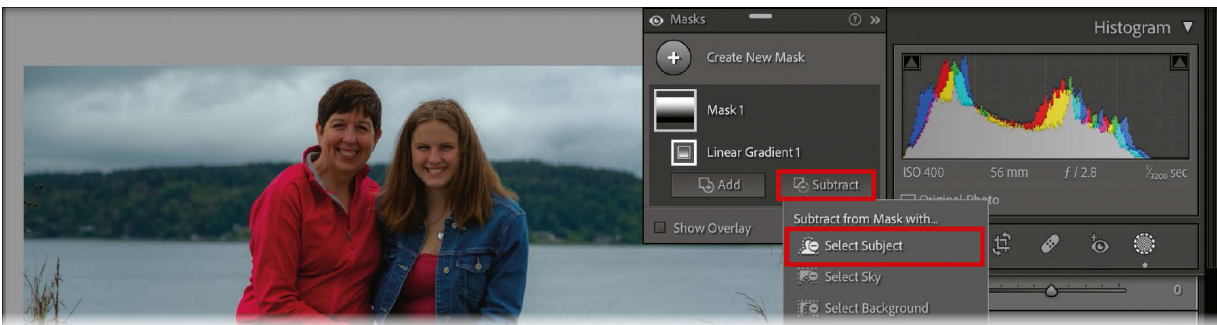 Masks
Create New Mask
Mask 1
Linear Gradient 1
Add Subtract
Show Overlay
Subtract from Mask with...
Select Subject
Select Sky
Select Background
Histogram
ISO 400 56 mm ƒ / 2.8 1/3200 sec
Original Photo
0